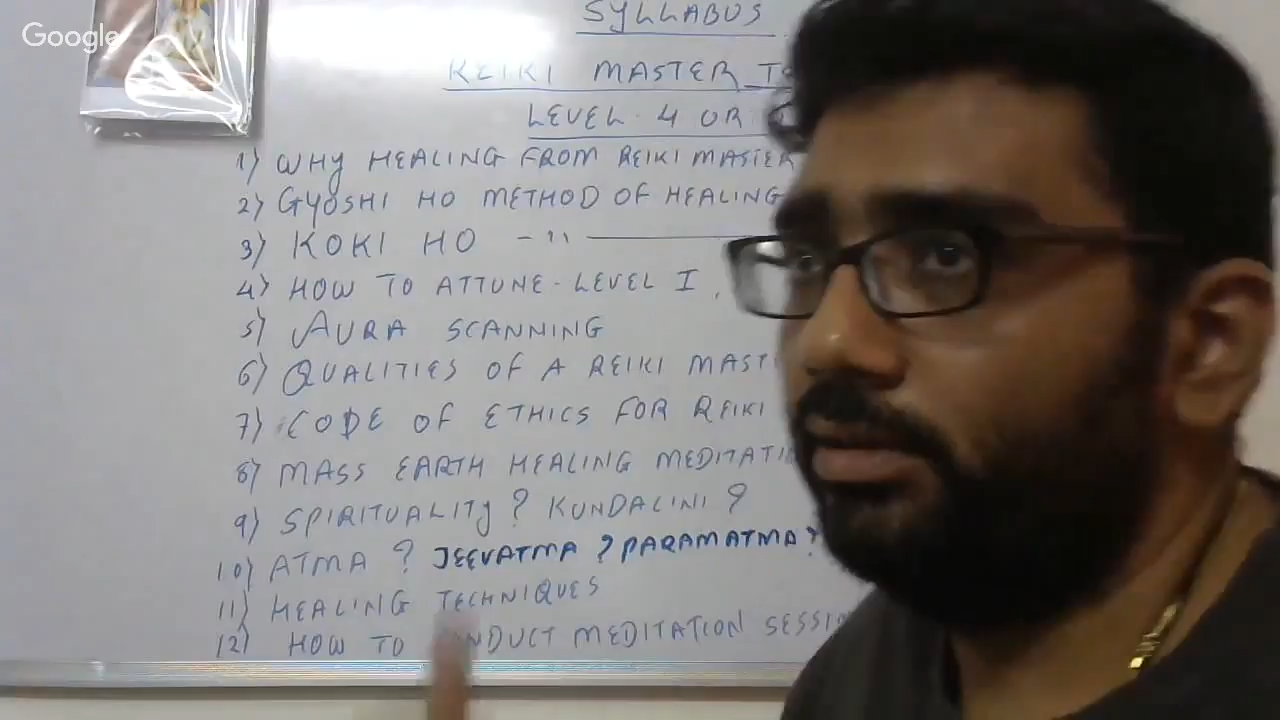 Google
SYLLABUS
REIKI MASTER
LEVEL - 4 OR
1) WHY HEALING FROM REIKI MASTER
2) GYOSHI HO METHOD OF HEALING
3) KOKI HO - " ———
4) HOW TO ATTUNE - LEVEL I.
5) AURA SCANNING
6) QUALITIES OF A REIKI
7) CODE OF ETHICS FOR REIKI
8) MASS EARTH HEALING
9) SPIRITUALITY ? KUNDALINI ?
10) ATMA ? JEEVATMA ? PARAMATMA ?
11) HEALING TECHNIQUES
12) HOW TO MEDITATION